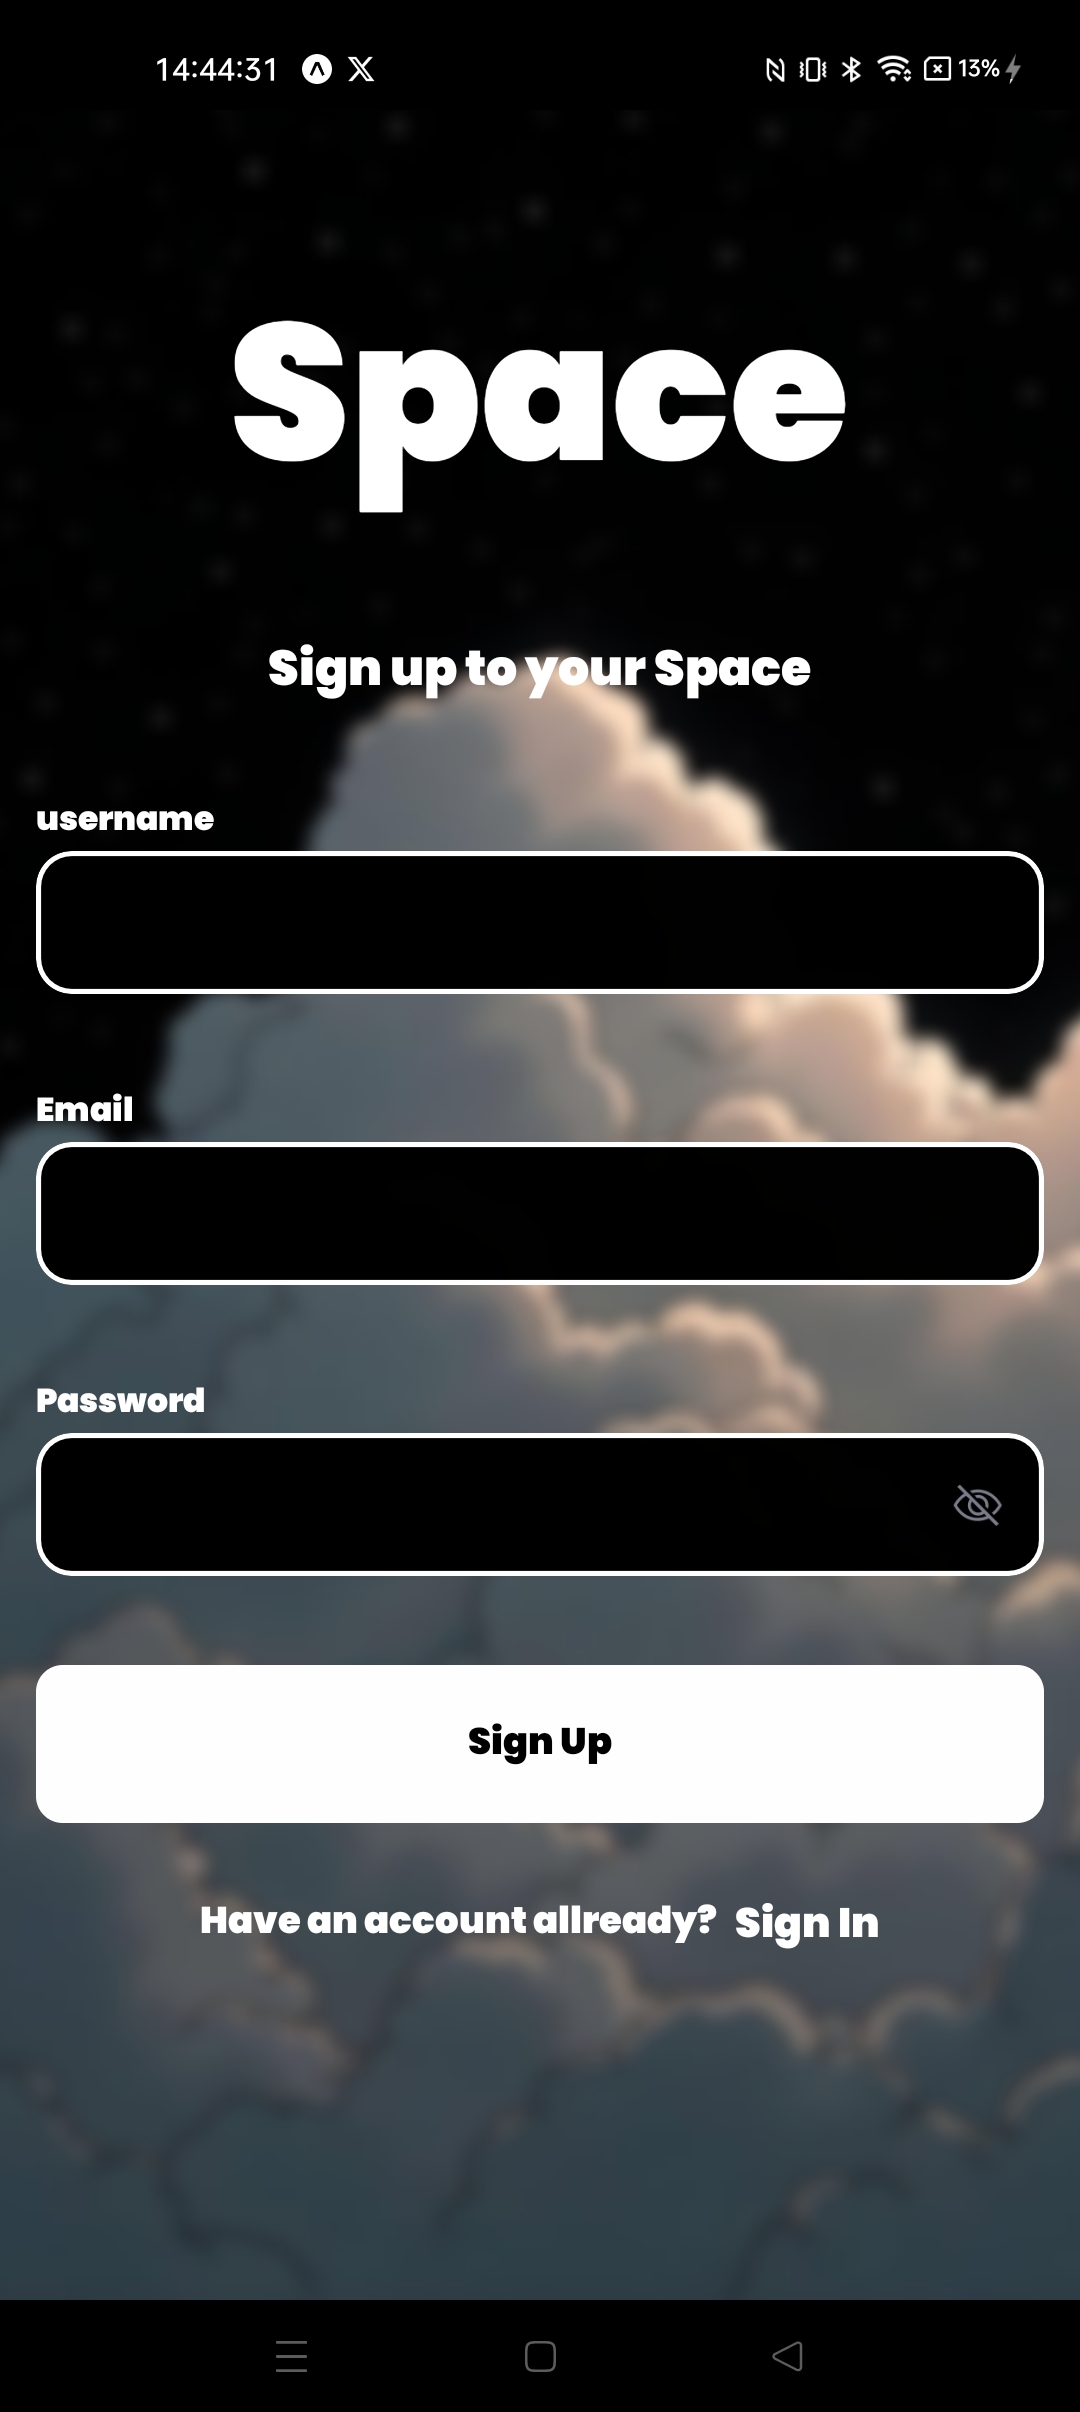 14:44:31 13%
Space
Sign up to your Space
username
Email
Password
Sign Up
Have an account allready? Sign In